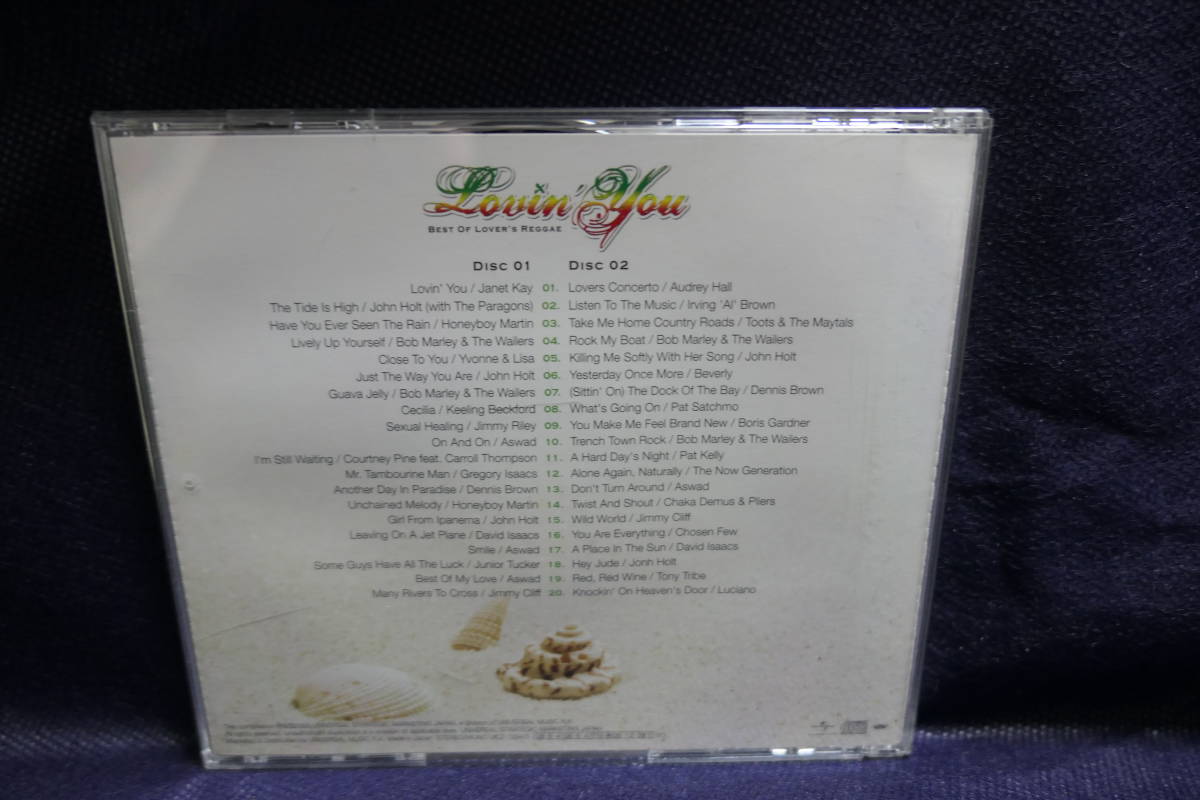 Lovin' You
BEST OF LOVER'S REGGAE
DISC 01 DISC 02
Lovin' You / Janet Kay 01. Lovers Concerto / Audrey Hall
The Tide Is High / John Holt (with The Paragons) 02. Listen To The Music / Irving 'Al' Brown
Have You Ever Seen The Rain / Honeyboy Martin 03. Take Me Home Country Roads / Toots & The Maytals
Lively Up Yourself / Bob Marley & The Wailers 04. Rock My Boat / Bob Marley & The Wailers
Close To You / Yvonne & Lisa 05. Killing Me Softly With Her Song / John Holt
Just The Way You Are / John Holt 06. Yesterday Once More / Beverly
Guava Jelly / Bob Marley & The Wailers 07. (Sittin' On) The Dock Of The Bay / Dennis Brown
Cecilia / Keeling Beckford 08. What's Going On / Pat Satchmo
Sexual Healing / Jimmy Riley 09. You Make Me Feel Brand New / Boris Gardner
On And On / Aswad 10. Trench Town Rock / Bob Marley & The Wailers
I'm Still Waiting / Courtney Pine feat. Carroll Thompson 11. A Hard Day's Night / Pat Kelly
Mr. Tambourine Man / Gregory Isaacs 12. Alone Again, Naturally / The Now Generation
Another Day In Paradise / Dennis Brown 13. Don't Turn Around / Aswad
Unchained Melody / Honeyboy Martin 14. Twist And Shout / Chaka Demus & Pliers
Girl From Ipanema / John Holt 15. Wild World / Jimmy Cliff
Leaving On A Jet Plane / David Isaacs 16. You Are Everything / Chosen Few
Smile / Aswad 17. A Place In The Sun / David Isaacs
Some Guys Have All The Luck / Junior Tucker 18. Hey Jude / Jonh Holt
Best Of My Love / Aswad 19. Red, Red Wine / Tony Tribe
Many Rivers To Cross / Jimmy Cliff 20. Knockin' On Heaven's Door / Luciano